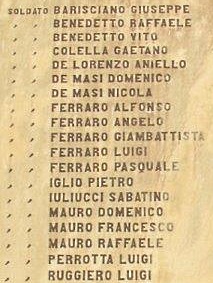 SOLDATO BARISCIANO GIUSEPPE
, , BENEDETTO RAFFAELE
, , BENEDETTO VITO
, , COLELLA GAETANO
, , DE LORENZO ANIELLO
, , DE MASI DOMENICO
, , DE MASI NICOLA
, , FERRARO ALFONSO
, , FERRARO ANGELO
, , FERRARO GIAMBATTISTA
, , FERRARO LUIGI
, , FERRARO PASQUALE
, , IGLIO PIETRO
, , IULIUCCI SABATINO
, , MAURO DOMENICO
, , MAURO FRANCESCO
, , MAURO RAFFAELE
, , PERROTTA LUIGI
, , RUGGIERO LUIGI